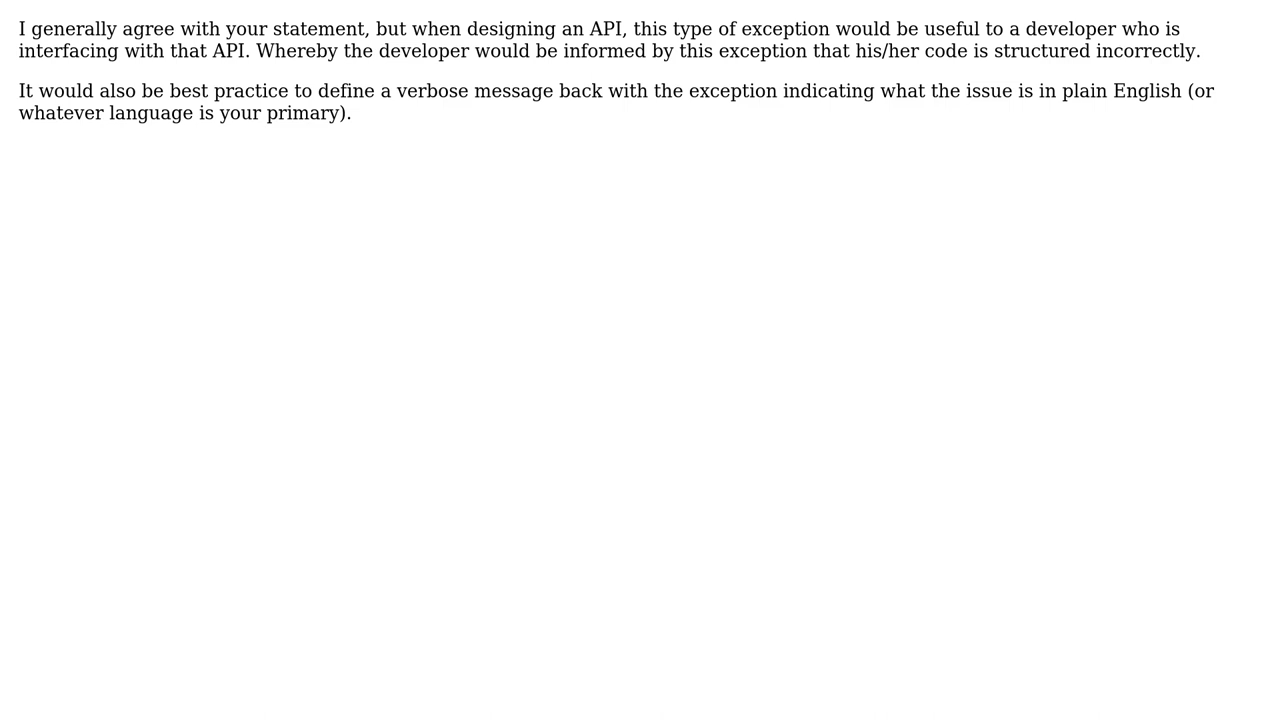 I generally agree with your statement, but when designing an API, this type of exception would be useful to a developer who is
interfacing with that API. Whereby the developer would be informed by this exception that his/her code is structured incorrectly.
It would also be best practice to define a verbose message back with the exception indicating what the issue is in plain English (or
whatever language is your primary).